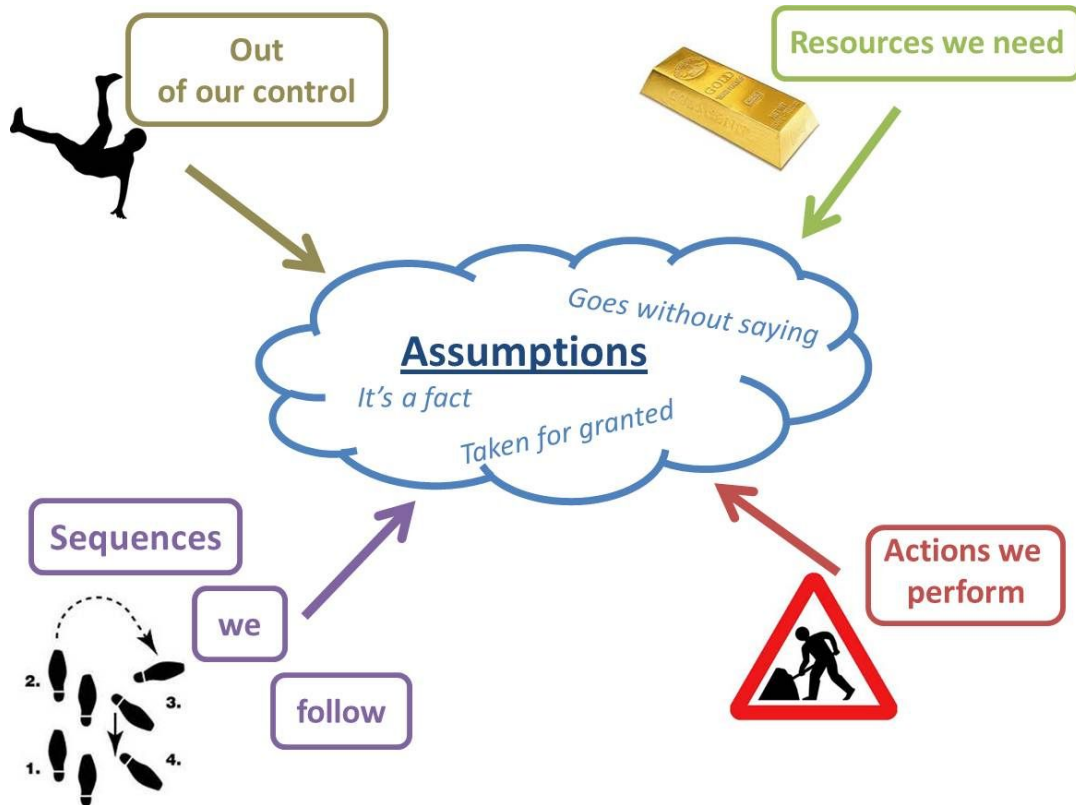 Out
of our control
Resources we need
GOLD
Goes without saying
Assumptions
It's a fact
Taken for granted
Sequences
we
follow
2.
3.
1.
4.
Actions we
perform